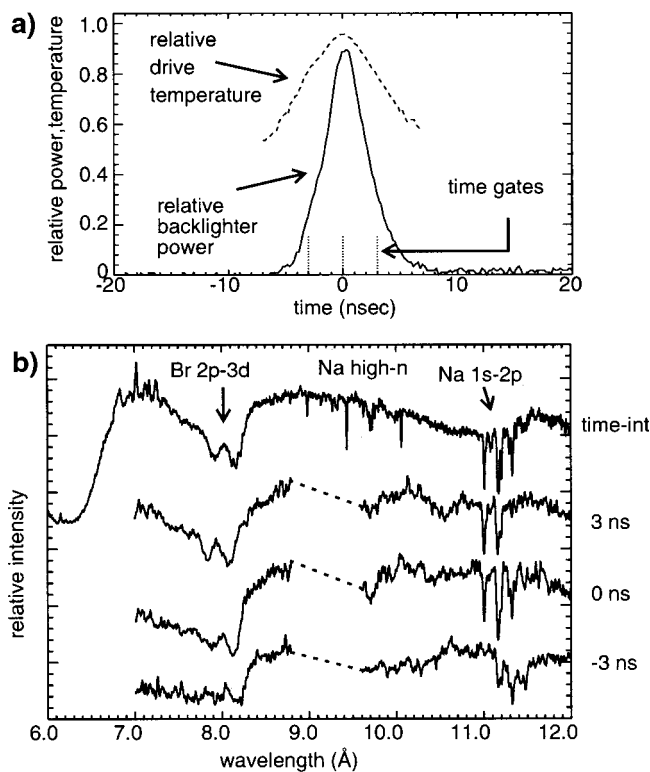 a)
relative power,temperature
1.0
0.8
0.6
0.4
0.2
0
relative
drive
temperature
relative
backlighter
power
time gates
-20
-10
0
10
20
time (nsec)
b)
relative intensity
Br 2p-3d
Na high-n
Na 1s-2p
time-int
3 ns
0 ns
-3 ns
6.0
7.0
8.0
9.0
10.0
11.0
12.0
wavelength (Å)